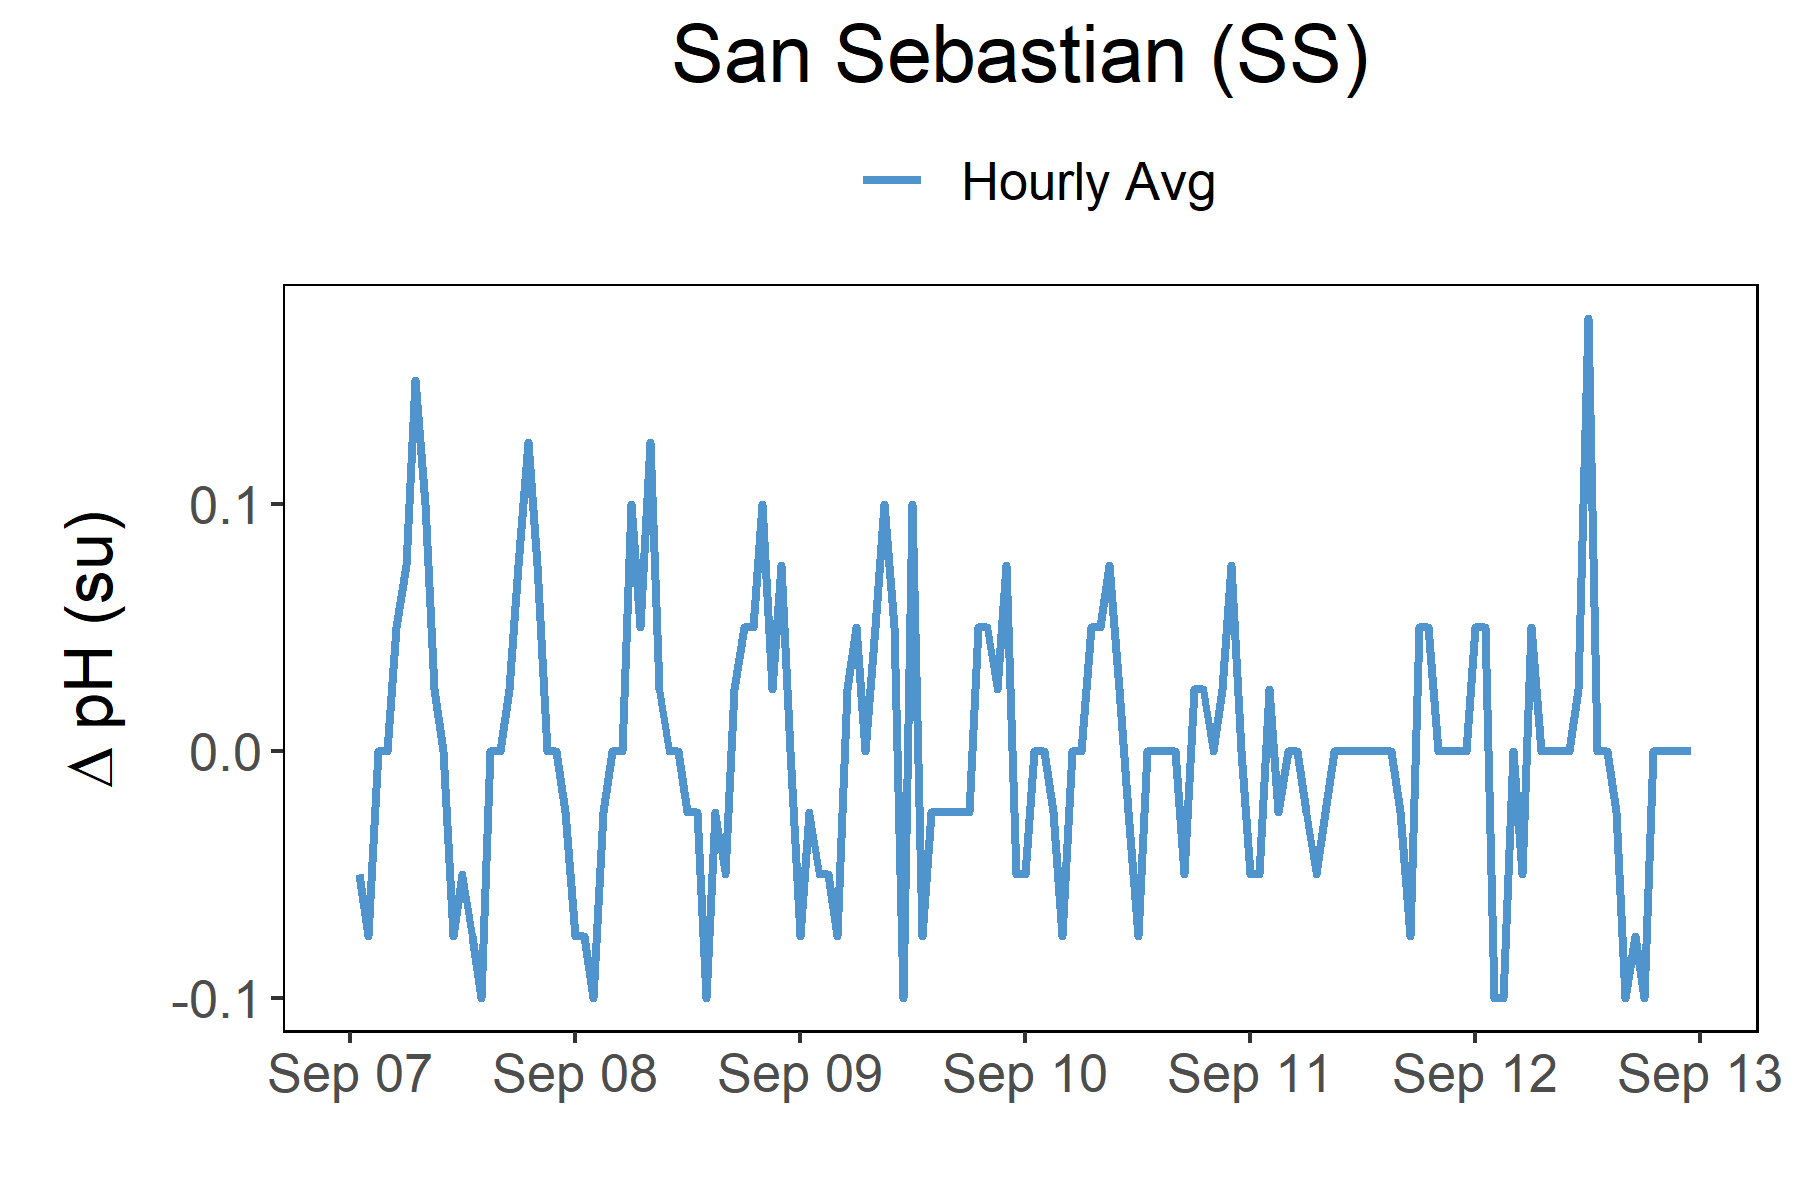 San Sebastian (SS)
Hourly Avg
Δ pH (su)
0.1
0.0
-0.1
Sep 07 Sep 08 Sep 09 Sep 10 Sep 11 Sep 12 Sep 13